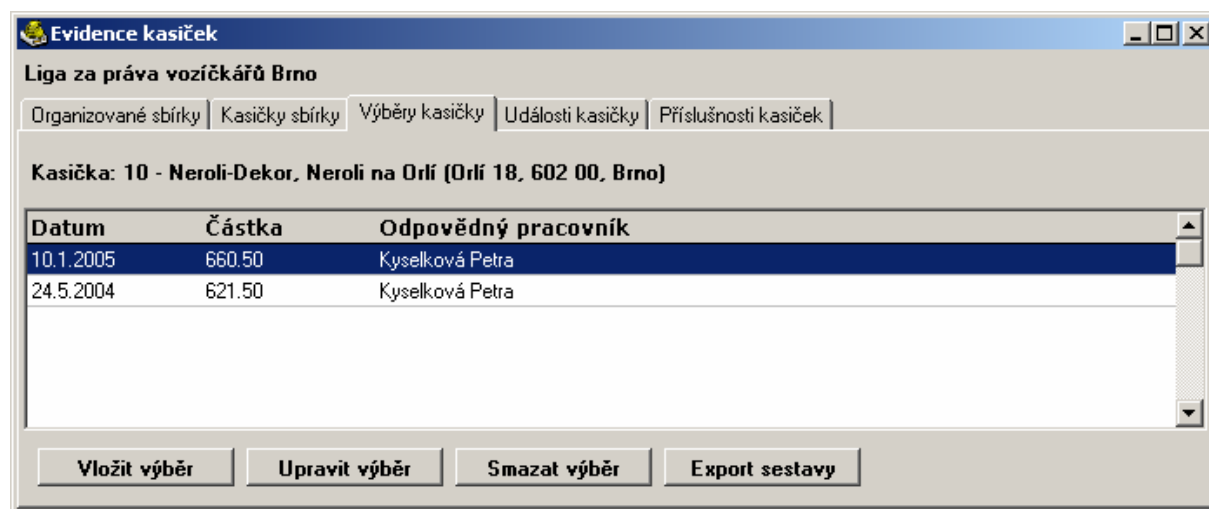 Evidence kasiček
Liga za práva vozíčkářů Brno
Organizované sbírky Kasičky sbírky Výběry kasičky Události kasičky Příslušnosti kasiček
Kasička: 10 - Neroli-Dekor, Neroli na Orlí (Orlí 18, 602 00, Brno)
Datum Částka Odpovědný pracovník
10.1.2005 660.50 Kyselková Petra
24.5.2004 621.50 Kyselková Petra
Vložit výběr Upravit výběr Smazat výběr Export sestavy